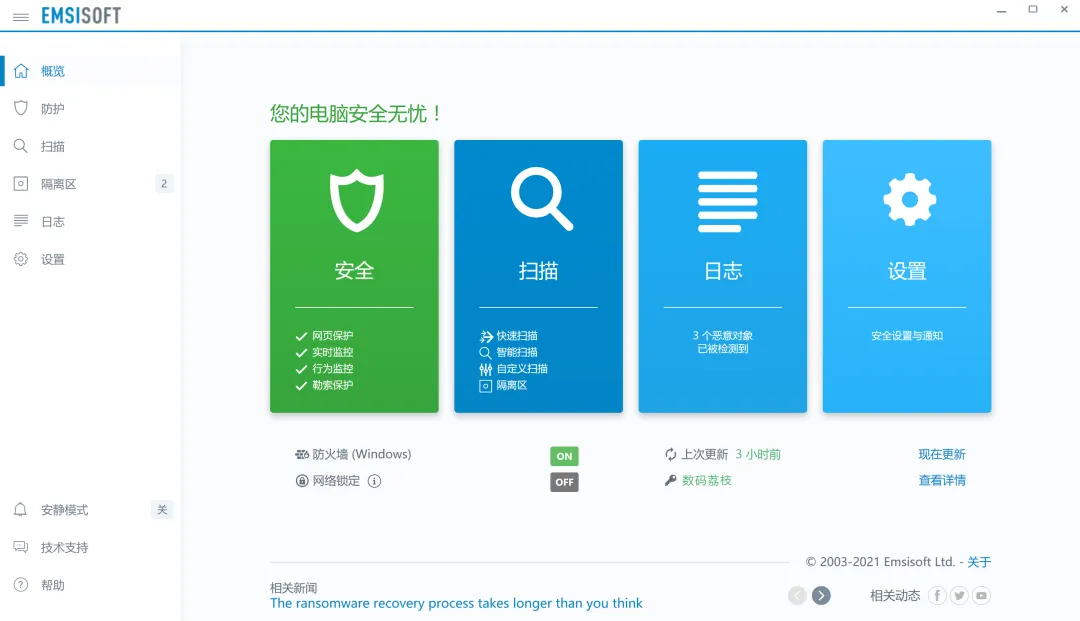 EMSISOFT
概览
防护
扫描
隔离区 2
日志
设置
安静模式 关
技术支持
帮助
您的电脑安全无忧！
安全
网页保护
实时监控
行为监控
勒索保护
扫描
快速扫描
智能扫描
自定义扫描
隔离区
日志
3 个恶意对象
已被检测到
设置
安全设置与通知
防火墙 (Windows) ON
网络锁定 OFF
上次更新 3 小时前 现在更新
数码荔枝 查看详情
© 2003-2021 Emsisoft Ltd. - 关于
相关新闻
The ransomware recovery process takes longer than you think
相关动态